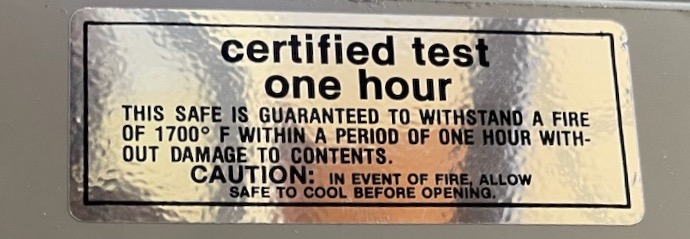 certified test
one hour
THIS SAFE IS GUARANTEED TO WITHSTAND A FIRE
OF 1700° F WITHIN A PERIOD OF ONE HOUR WITH-
OUT DAMAGE TO CONTENTS.
CAUTION: IN EVENT OF FIRE, ALLOW
SAFE TO COOL BEFORE OPENING.